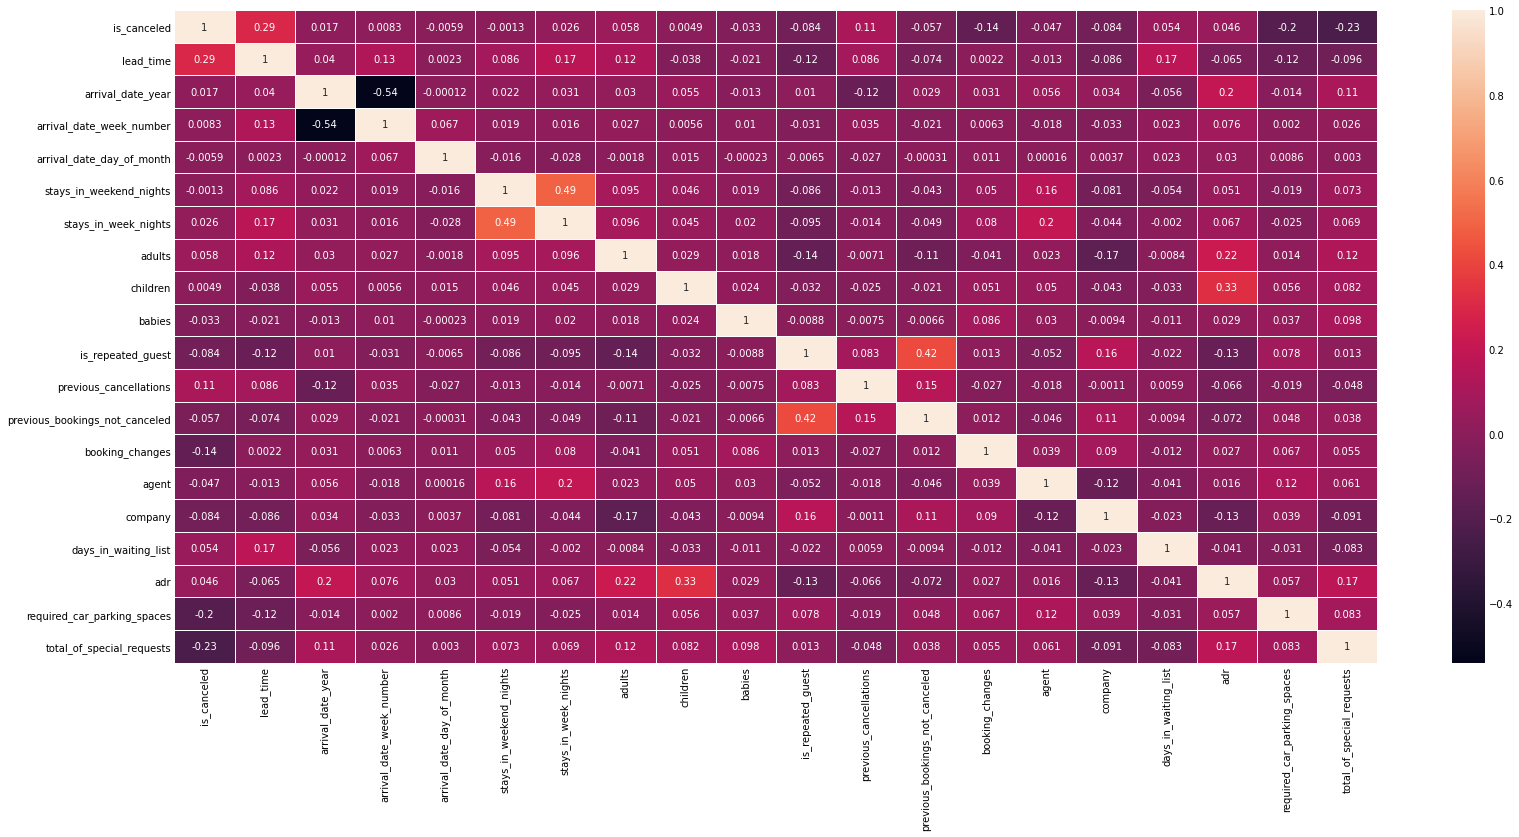 is_canceled 1 0.29 0.017 0.0083 -0.0059 -0.0013 0.026 0.058 0.0049 -0.033 -0.084 0.11 -0.057 -0.14 -0.047 -0.084 0.054 0.046 -0.2 -0.23
lead_time 0.29 1 0.04 0.13 0.0023 0.086 0.17 0.12 -0.038 -0.021 -0.12 0.086 -0.074 0.0022 -0.013 -0.086 0.17 -0.065 -0.12 -0.096
arrival_date_year 0.017 0.04 1 -0.54 -0.00012 0.022 0.031 0.03 0.055 -0.013 0.01 -0.12 0.029 0.031 0.056 0.034 -0.056 0.2 -0.014 0.11
arrival_date_week_number 0.0083 0.13 -0.54 1 0.067 0.019 0.016 0.027 0.0056 0.01 -0.031 0.035 -0.021 0.0063 -0.018 -0.033 0.023 0.076 0.002 0.026
arrival_date_day_of_month -0.0059 0.0023 -0.00012 0.067 1 -0.016 -0.028 -0.0018 0.015 -0.00023 -0.0065 -0.027 -0.00031 0.011 0.00016 0.0037 0.023 0.03 0.0086 0.003
stays_in_weekend_nights -0.0013 0.086 0.022 0.019 -0.016 1 0.49 0.095 0.046 0.019 -0.086 -0.013 -0.043 0.05 0.16 -0.081 -0.054 0.051 -0.019 0.073
stays_in_week_nights 0.026 0.17 0.031 0.016 -0.028 0.49 1 0.096 0.045 0.02 -0.095 -0.014 -0.049 0.08 0.2 -0.044 -0.002 0.067 -0.025 0.069
adults 0.058 0.12 0.03 0.027 -0.0018 0.095 0.096 1 0.029 0.018 -0.14 -0.0071 -0.11 -0.041 0.023 -0.17 -0.0084 0.22 0.014 0.12
children 0.0049 -0.038 0.055 0.0056 0.015 0.046 0.045 0.029 1 0.024 -0.032 -0.025 -0.021 0.051 0.05 -0.043 -0.033 0.33 0.056 0.082
babies -0.033 -0.021 -0.013 0.01 -0.00023 0.019 0.02 0.018 0.024 1 -0.0088 -0.0075 -0.0066 0.086 0.03 -0.0094 -0.011 0.029 0.037 0.098
is_repeated_guest -0.084 -0.12 0.01 -0.031 -0.0065 -0.086 -0.095 -0.14 -0.032 -0.0088 1 0.083 0.42 0.013 -0.052 0.16 -0.022 -0.13 0.078 0.013
previous_cancellations 0.11 0.086 -0.12 0.035 -0.027 -0.013 -0.014 -0.0071 -0.025 -0.0075 0.083 1 0.15 -0.027 -0.018 -0.0011 0.0059 -0.066 -0.019 -0.048
previous_bookings_not_canceled -0.057 -0.074 0.029 -0.021 -0.00031 -0.043 -0.049 -0.11 -0.021 -0.0066 0.42 0.15 1 0.012 -0.046 0.11 -0.0094 -0.072 0.048 0.038
booking_changes -0.14 0.0022 0.031 0.0063 0.011 0.05 0.08 -0.041 0.051 0.086 0.013 -0.027 0.012 1 0.039 0.09 -0.012 0.027 0.067 0.055
agent -0.047 -0.013 0.056 -0.018 0.00016 0.16 0.2 0.023 0.05 0.03 -0.052 -0.018 -0.046 0.039 1 -0.12 -0.041 0.016 0.12 0.061
company -0.084 -0.086 0.034 -0.033 0.0037 -0.081 -0.044 -0.17 -0.043 -0.0094 0.16 -0.0011 0.11 0.09 -0.12 1 -0.023 -0.13 0.039 -0.091
days_in_waiting_list 0.054 0.17 -0.056 0.023 0.023 -0.054 -0.002 -0.0084 -0.033 -0.011 -0.022 0.0059 -0.0094 -0.012 -0.041 -0.023 1 -0.041 -0.031 -0.083
adr 0.046 -0.065 0.2 0.076 0.03 0.051 0.067 0.22 0.33 0.029 -0.13 -0.066 -0.072 0.027 0.016 -0.13 -0.041 1 0.057 0.17
required_car_parking_spaces -0.2 -0.12 -0.014 0.002 0.0086 -0.019 -0.025 0.014 0.056 0.037 0.078 -0.019 0.048 0.067 0.12 0.039 -0.031 0.057 1 0.083
total_of_special_requests -0.23 -0.096 0.11 0.026 0.003 0.073 0.069 0.12 0.082 0.098 0.013 -0.048 0.038 0.055 0.061 -0.091 -0.083 0.17 0.083 1
is_canceled
lead_time
arrival_date_year
arrival_date_week_number
arrival_date_day_of_month
stays_in_weekend_nights
stays_in_week_nights
adults
children
babies
is_repeated_guest
previous_cancellations
previous_bookings_not_canceled
booking_changes
agent
company
days_in_waiting_list
adr
required_car_parking_spaces
total_of_special_requests
1.0
0.8
0.6
0.4
0.2
0.0
−0.2
−0.4